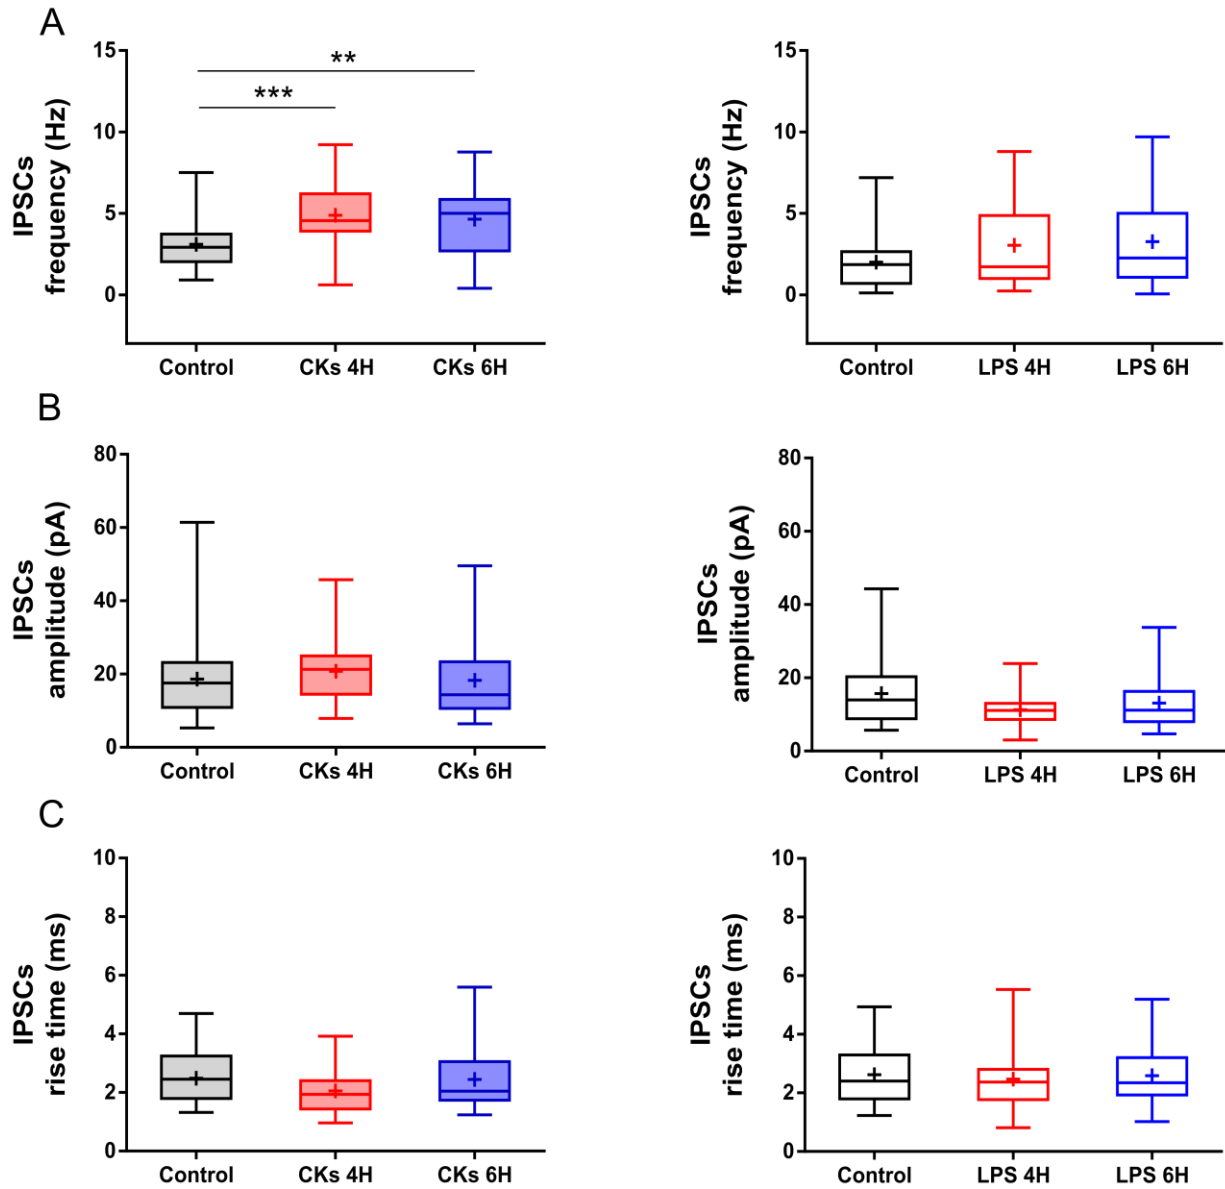 A
IPSCs
frequency (Hz)
15
10
5
0
**
***
Control
CKs 4H
CKs 6H
IPSCs
frequency (Hz)
15
10
5
0
Control
LPS 4H
LPS 6H
B
IPSCs
amplitude (pA)
80
60
40
20
0
Control
CKs 4H
CKs 6H
IPSCs
amplitude (pA)
80
60
40
20
0
Control
LPS 4H
LPS 6H
C
IPSCs
rise time (ms)
10
8
6
4
2
0
Control
CKs 4H
CKs 6H
IPSCs
rise time (ms)
10
8
6
4
2
0
Control
LPS 4H
LPS 6H